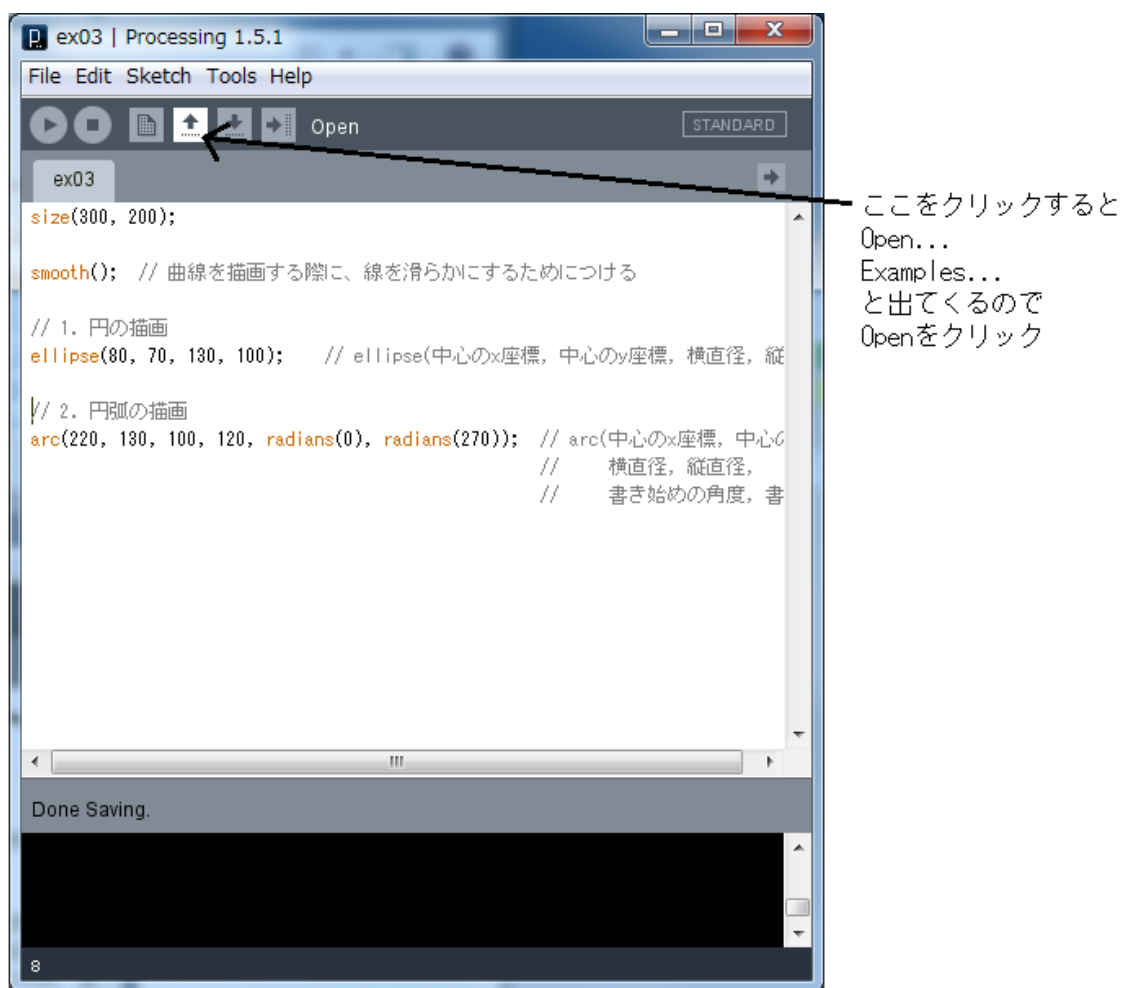 ex03 | Processing 1.5.1
File Edit Sketch Tools Help
Open
STANDARD
ex03
size(300, 200);
smooth(); // 曲線を描画する際に、線を滑らかにするためにつける
// 1. 円の描画
ellipse(80, 70, 130, 100); // ellipse(中心のx座標, 中心のy座標, 横直径, 縦
// 2. 円弧の描画
arc(220, 130, 100, 120, radians(0), radians(270)); // arc(中心のx座標, 中心の
// 横直径, 縦直径,
// 書き始めの角度, 書
Done Saving.
8
ここをクリックすると
Open...
Examples...
と出てくるので
Openをクリック